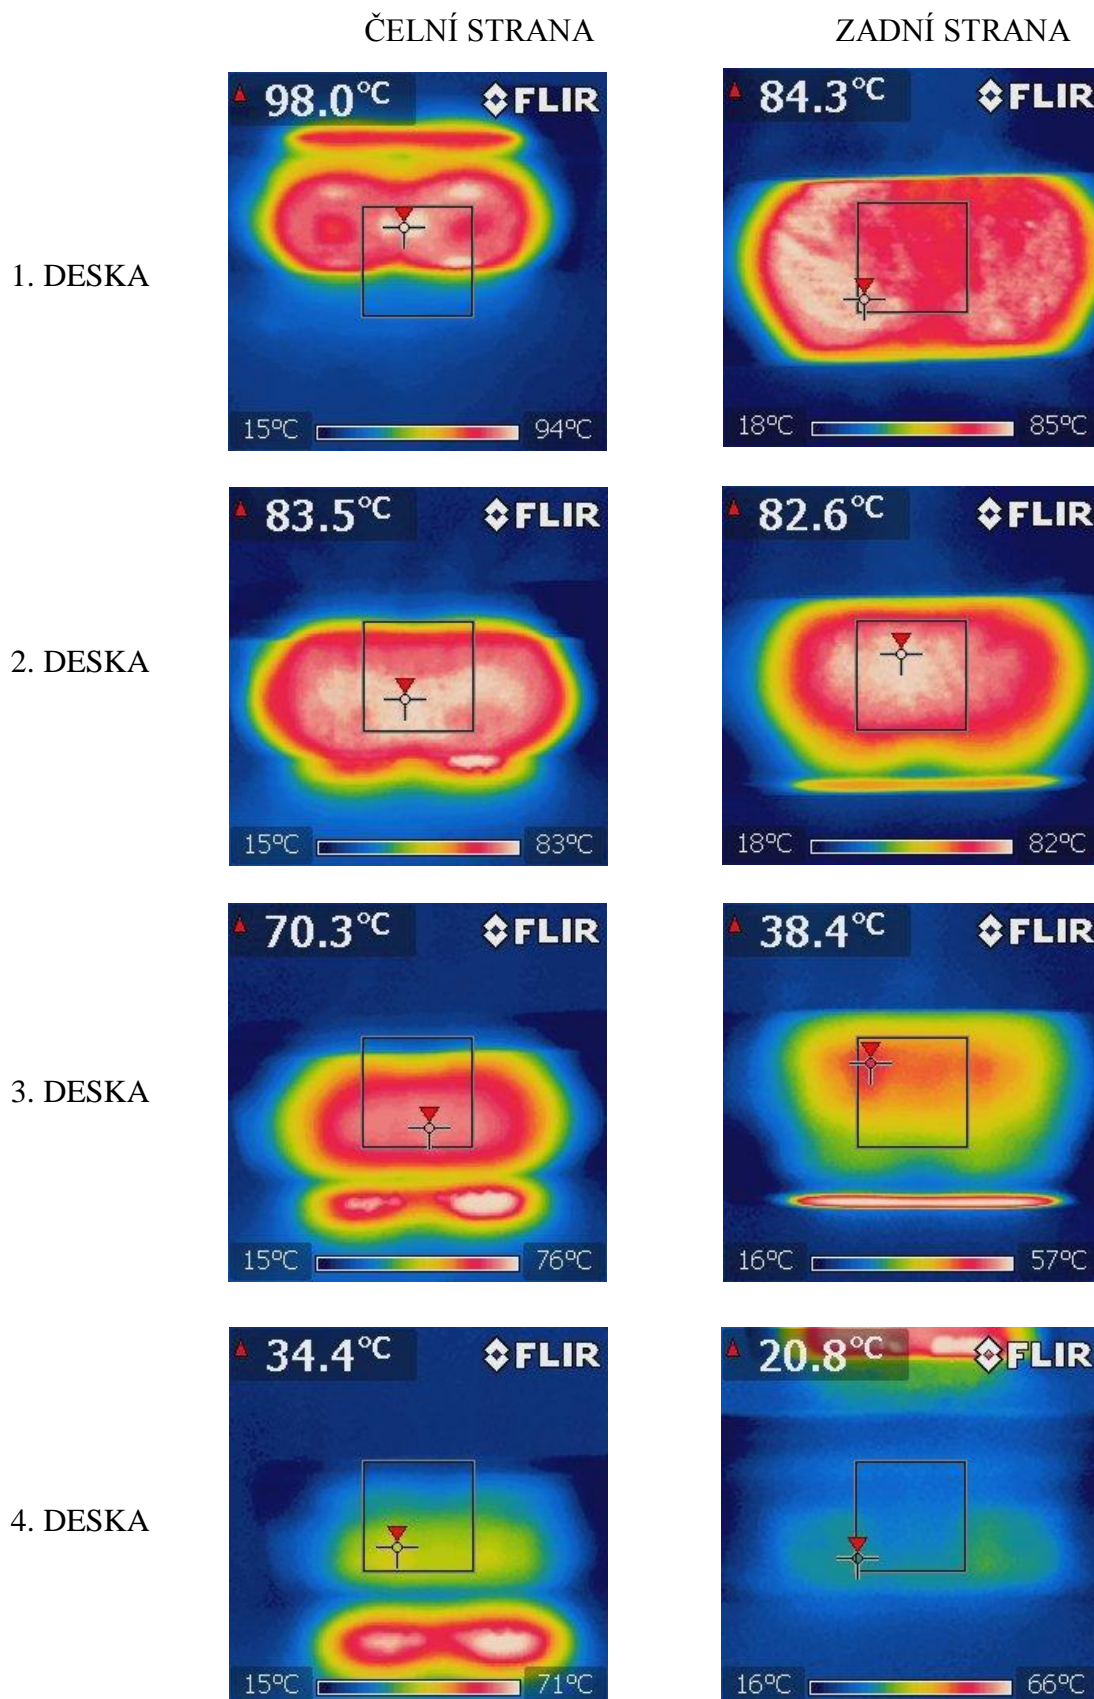 ČELNÍ STRANA ZADNÍ STRANA
98.0°C FLIR 84.3°C FLIR
1. DESKA
15°C 94°C 18°C 85°C
83.5°C FLIR 82.6°C FLIR
2. DESKA
15°C 83°C 18°C 82°C
70.3°C FLIR 38.4°C FLIR
3. DESKA
15°C 76°C 16°C 57°C
34.4°C FLIR 20.8°C FLIR
4. DESKA
15°C 71°C 16°C 66°C